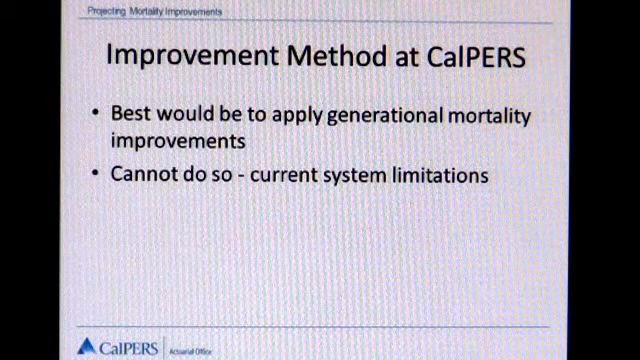 Projecting Mortality Improvements
Improvement Method at CalPERS
• Best would be to apply generational mortality
improvements
• Cannot do so - current system limitations
CalPERS
Actuarial Office